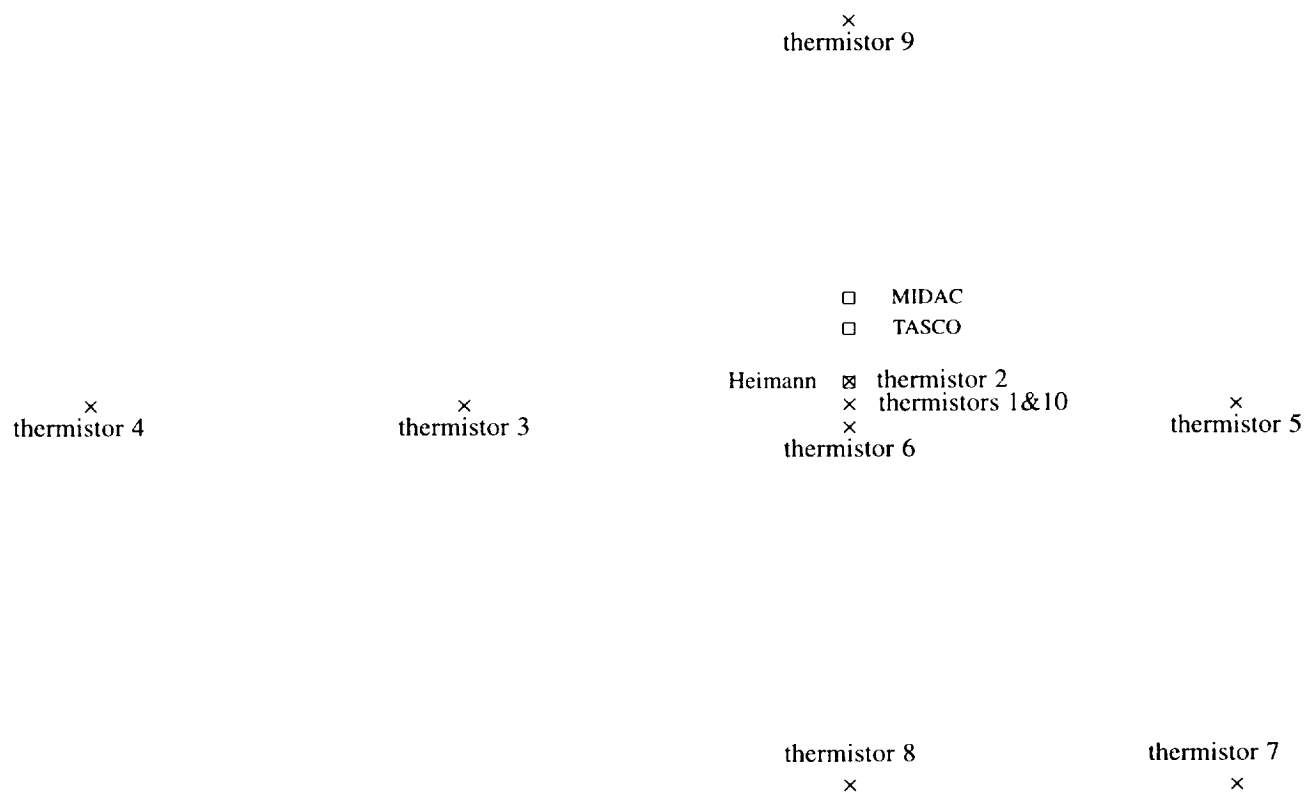 thermistor 9
MIDAC
TASCO
Heimann thermistor 2
thermistors 1&10
thermistor 4
thermistor 3
thermistor 5
thermistor 6
thermistor 8
thermistor 7